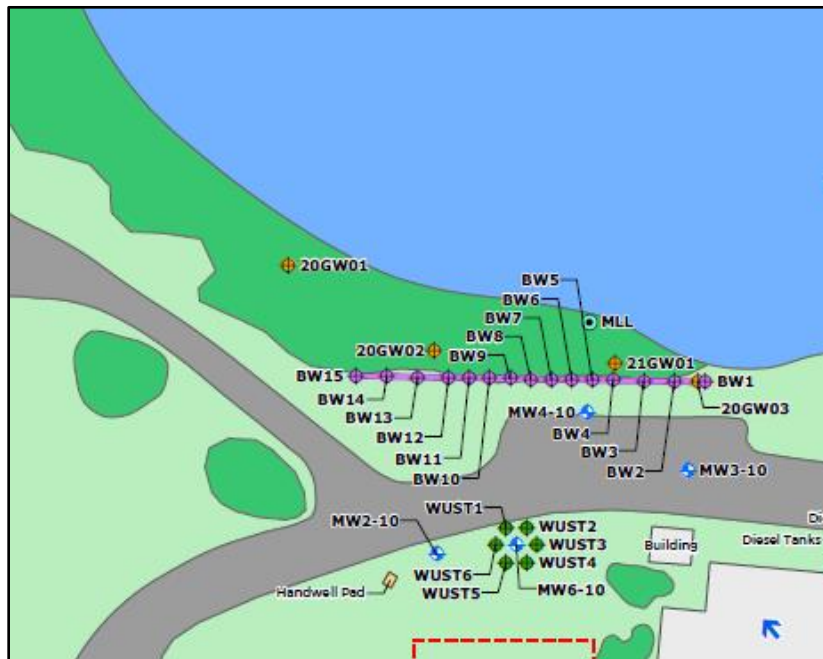 20GW01
BW5
BW6
MLL
BW7
BW8
20GW02
BW9
21GW01
BW15
BW1
BW14
20GW03
BW13
MW4-10
BW12
BW4
BW11
BW3
BW10
BW2
MW3-10
WUST1
MW2-10
WUST2
WUST3
Building
Di
Diesel Tanks
WUST6
WUST4
WUST5
MW6-10
Handwell Pad